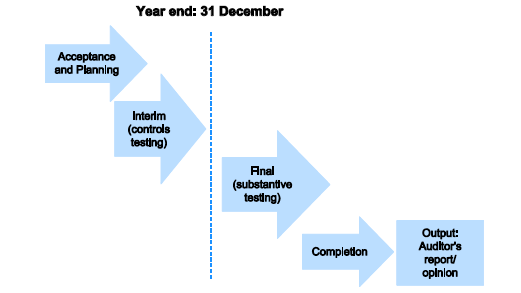 Year end: 31 December
Acceptance
and Planning
Interim
(controls
testing)
Final
(substantive
testing)
Completion
Output:
Auditor's
report/
opinion